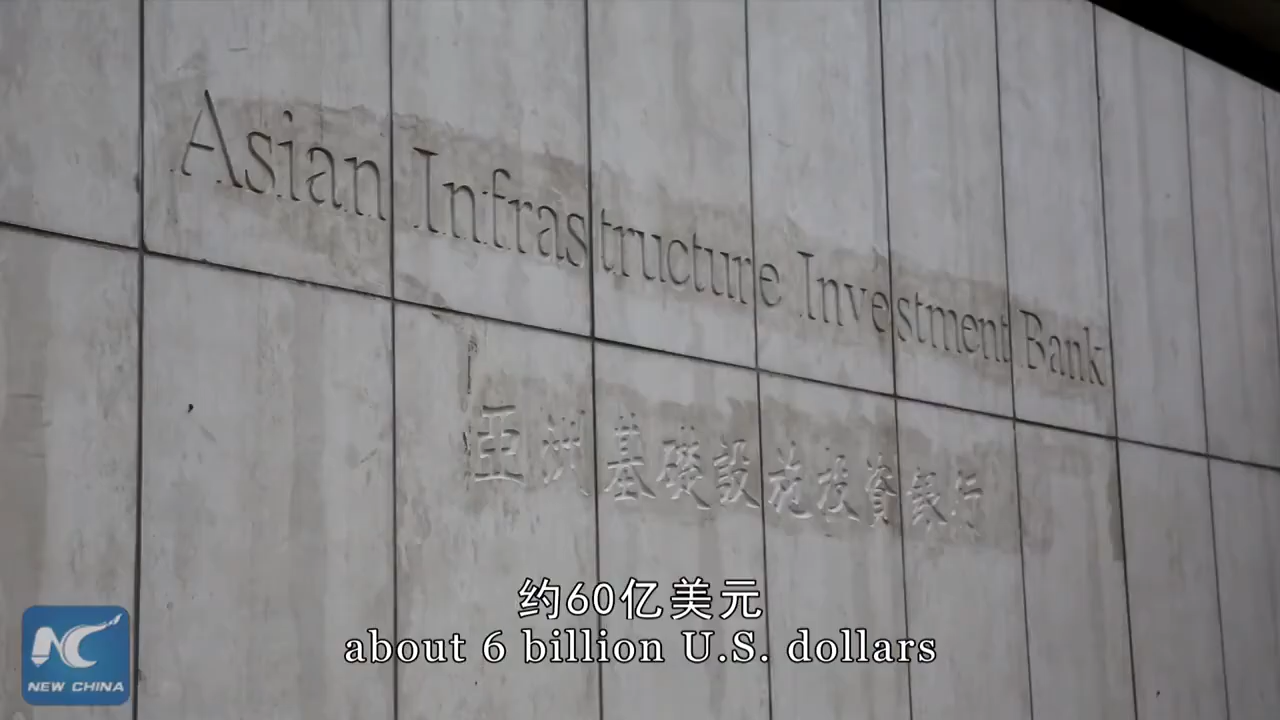 Asian Infrastructure Investment Bank
亞洲基礎設施投資銀行
约60亿美元
about 6 billion U.S. dollars
NC
NEW CHINA